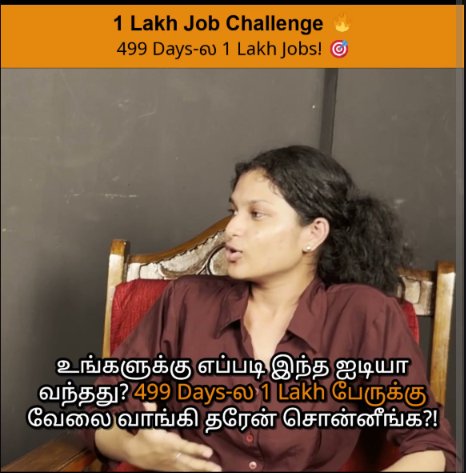 1 Lakh Job Challenge 🔥
499 Days-ல 1 Lakh Jobs! 🎯
உங்களுக்கு எப்படி இந்த ஐடியா
வந்தது? 499 Days-ல 1 Lakh பேருக்கு
வேலை வாங்கி தரேன் சொன்னீங்க?!